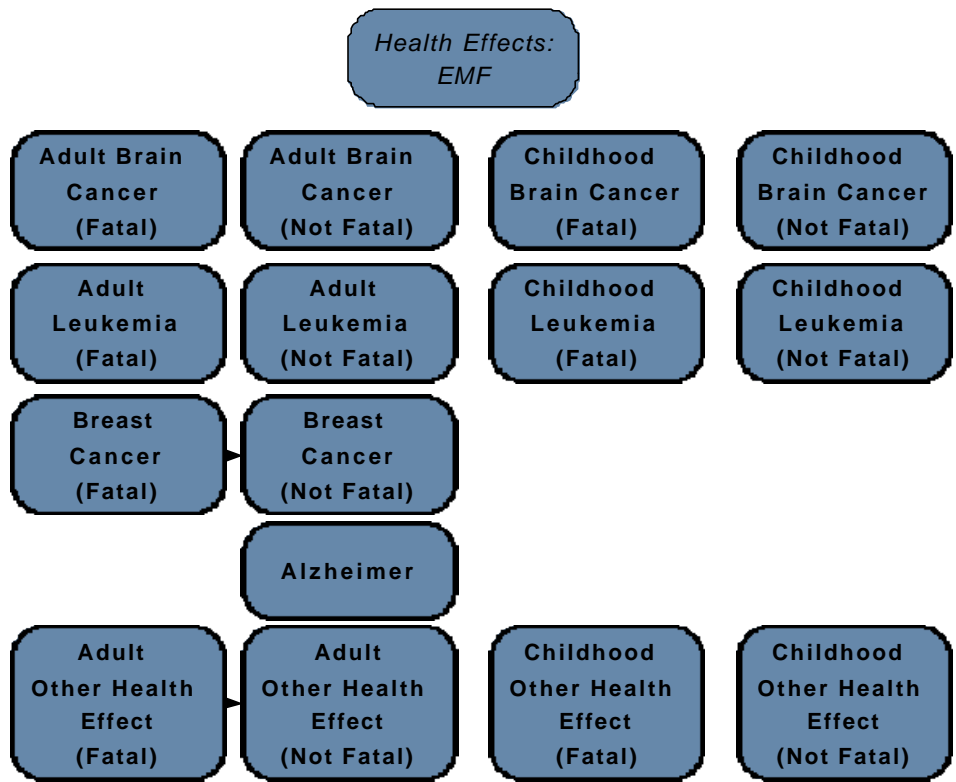 Health Effects:
EMF
Adult Brain
Cancer
(Fatal)
Adult Brain
Cancer
(Not Fatal)
Childhood
Brain Cancer
(Fatal)
Childhood
Brain Cancer
(Not Fatal)
Adult
Leukemia
(Fatal)
Adult
Leukemia
(Not Fatal)
Childhood
Leukemia
(Fatal)
Childhood
Leukemia
(Not Fatal)
Breast
Cancer
(Fatal)
Breast
Cancer
(Not Fatal)
Alzheimer
Adult
Other Health
Effect
(Fatal)
Adult
Other Health
Effect
(Not Fatal)
Childhood
Other Health
Effect
(Fatal)
Childhood
Other Health
Effect
(Not Fatal)